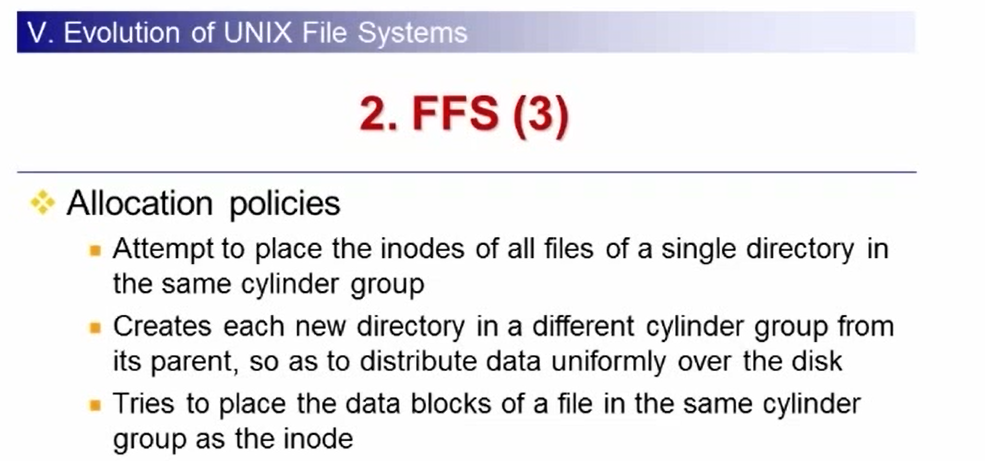 V. Evolution of UNIX File Systems
2. FFS (3)
Allocation policies
Attempt to place the inodes of all files of a single directory in
the same cylinder group
Creates each new directory in a different cylinder group from
its parent, so as to distribute data uniformly over the disk
Tries to place the data blocks of a file in the same cylinder
group as the inode